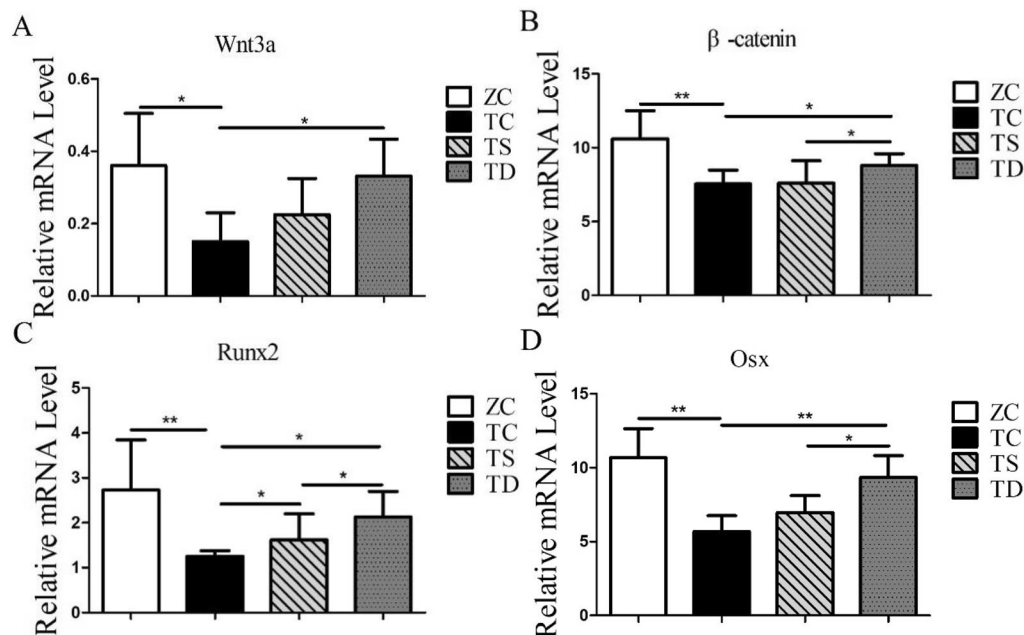 A
Wnt3a
Relative mRNA Level
0.6
0.4
0.2
0.0
*
*
ZC
TC
TS
TD
B
β -catenin
Relative mRNA Level
15
10
5
0
**
*
*
ZC
TC
TS
TD
C
Runx2
Relative mRNA Level
5
4
3
2
1
0
**
*
*
*
ZC
TC
TS
TD
D
Osx
Relative mRNA Level
15
10
5
0
**
**
*
ZC
TC
TS
TD